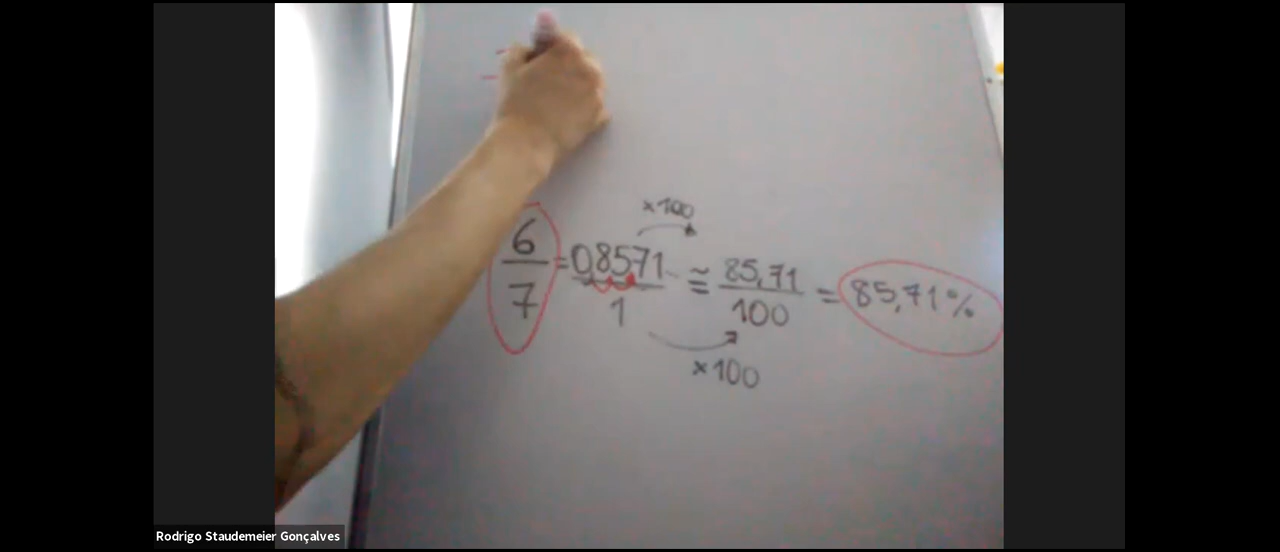 ×100
6/7 = 0,8571/1 ≅ 85,71/100 = 85,71%
×100
Rodrigo Staudemeier Gonçalves